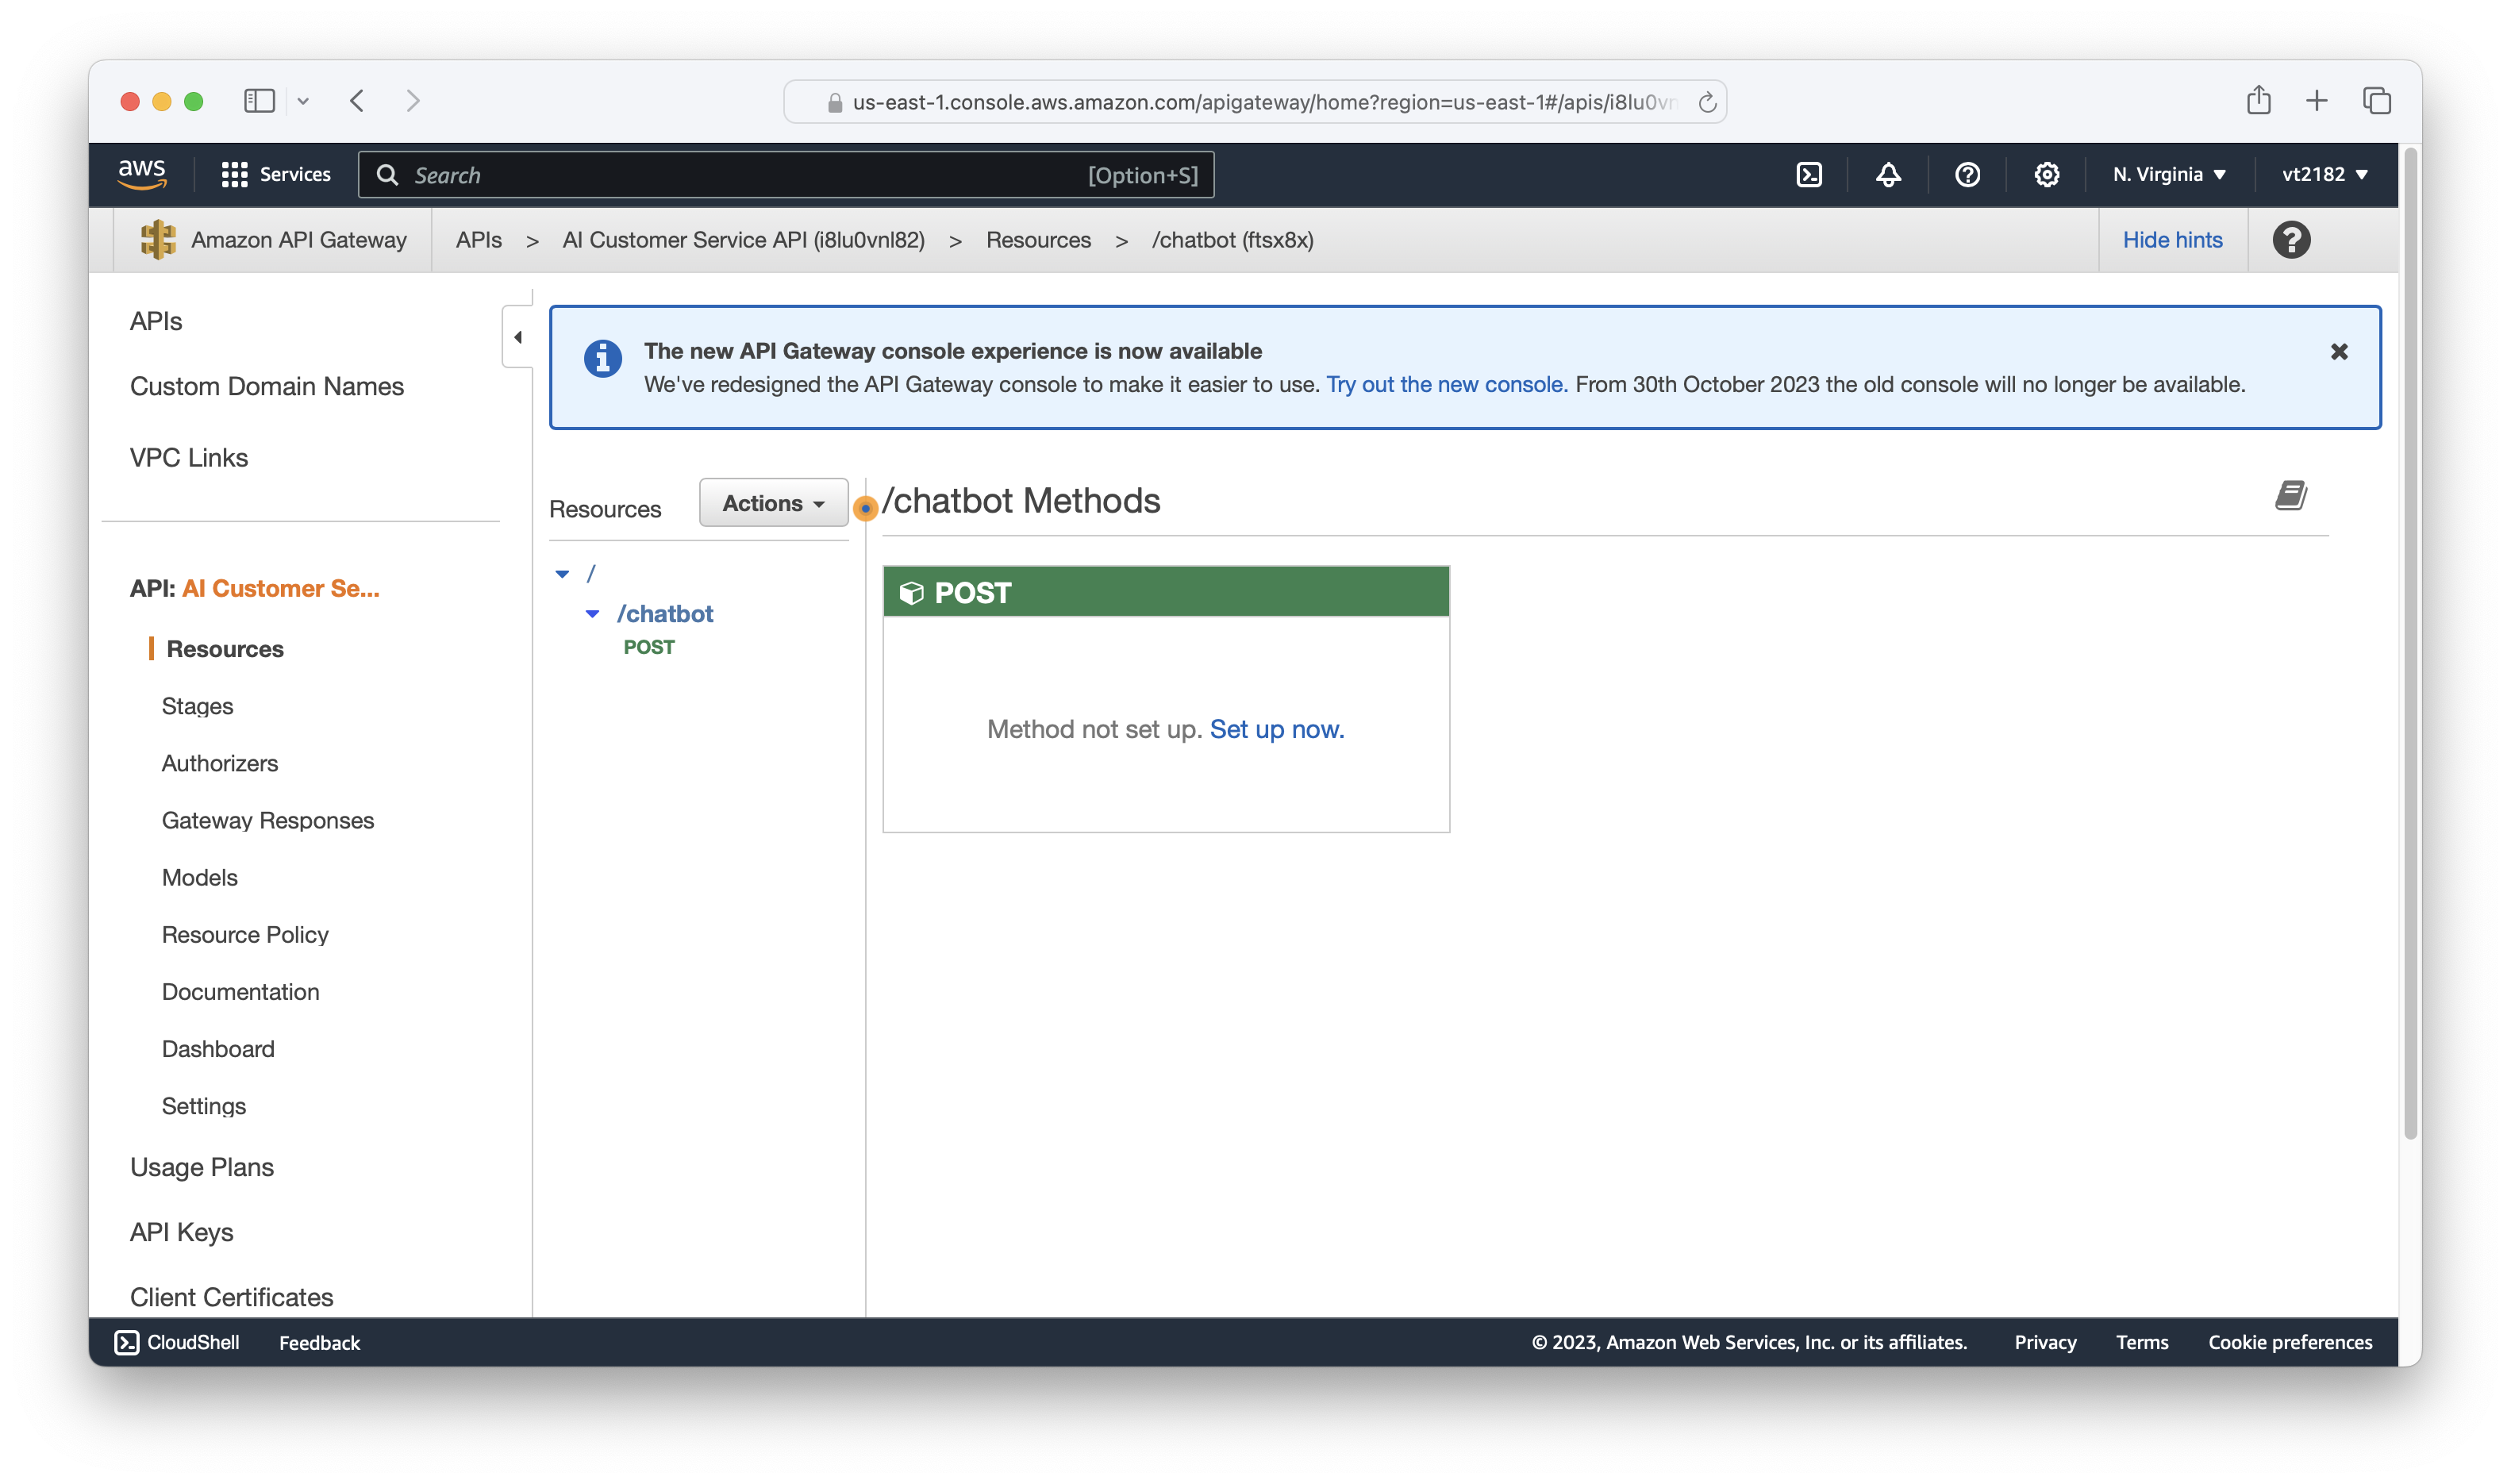 us-east-1.console.aws.amazon.com/apigateway/home?region=us-east-1#/apis/i8lu0v
aws
Services
Search
[Option+S]
N. Virginia
vt2182
Amazon API Gateway
APIs > AI Customer Service API (i8lu0vnl82) > Resources > /chatbot (ftsx8x)
Hide hints
APIs
Custom Domain Names
VPC Links
API: AI Customer Se...
Resources
Stages
Authorizers
Gateway Responses
Models
Resource Policy
Documentation
Dashboard
Settings
Usage Plans
API Keys
Client Certificates
The new API Gateway console experience is now available
We've redesigned the API Gateway console to make it easier to use. Try out the new console. From 30th October 2023 the old console will no longer be available.
Resources
Actions
/
/chatbot
POST
/chatbot Methods
POST
Method not set up. Set up now.
CloudShell
Feedback
© 2023, Amazon Web Services, Inc. or its affiliates.
Privacy
Terms
Cookie preferences